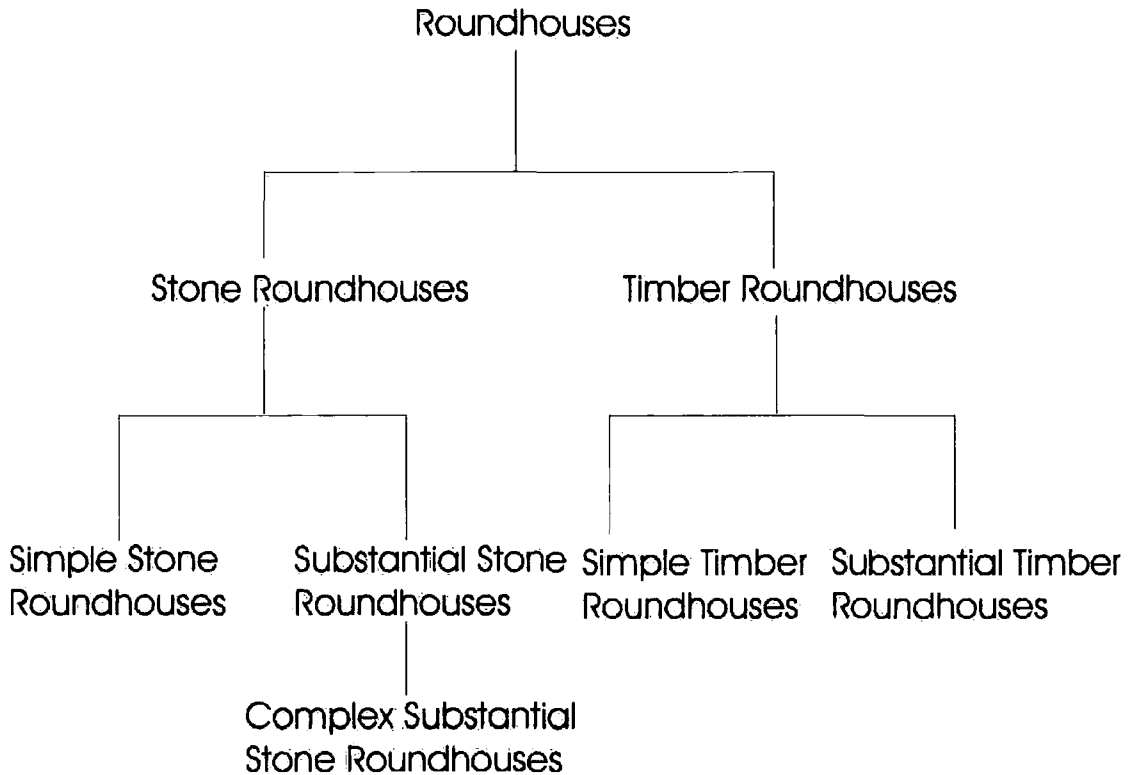 Roundhouses
Stone Roundhouses
Timber Roundhouses
Simple Stone
Roundhouses
Substantial Stone
Roundhouses
Simple Timber
Roundhouses
Substantial Timber
Roundhouses
Complex Substantial
Stone Roundhouses